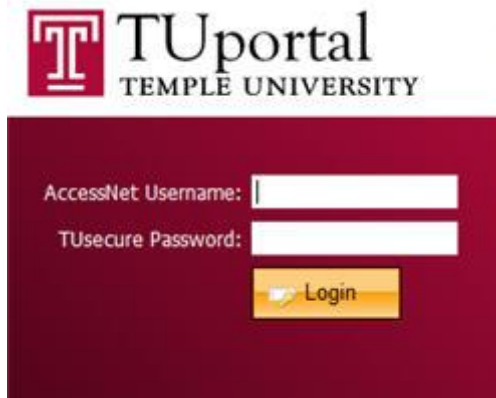 TUportal
TEMPLE UNIVERSITY
AccessNet Username:
TUsecure Password:
Login